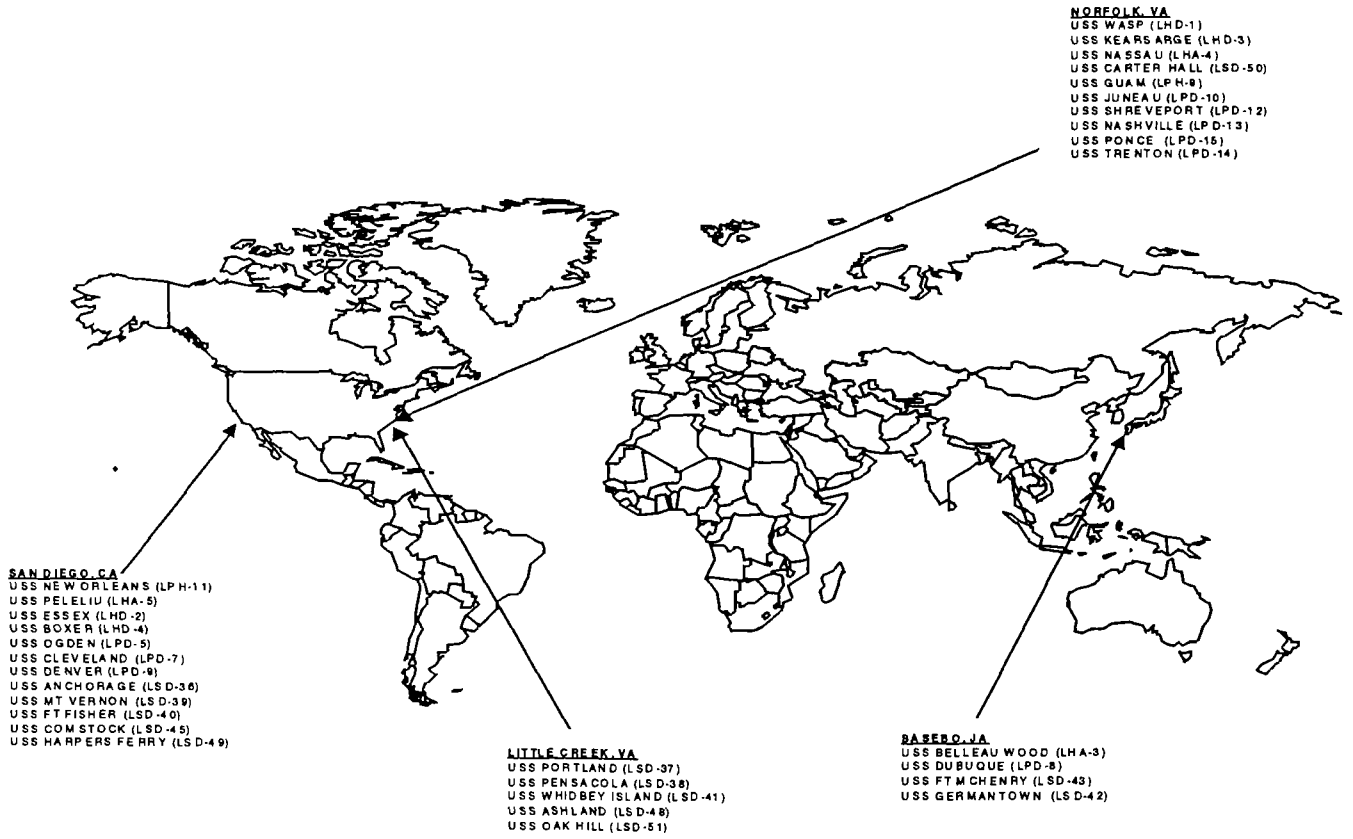 NORFOLK, VA
USS WASP (LHD-1)
USS KEARSARGE (LHD-3)
USS NASSAU (LHA-4)
USS CARTER HALL (LSD-50)
USS GUAM (LPH-9)
USS JUNEAU (LPD-10)
USS SHREVEPORT (LPD-12)
USS NASHVILLE (LPD-13)
USS PONCE (LPD-15)
USS TRENTON (LPD-14)
SAN DIEGO, CA
USS NEW ORLEANS (LPH-11)
USS PELELIU (LHA-5)
USS ESSEX (LHD-2)
USS BOXER (LHD-4)
USS OGDEN (LPD-5)
USS CLEVELAND (LPD-7)
USS DENVER (LPD-9)
USS ANCHORAGE (LSD-36)
USS MT VERNON (LSD-39)
USS FT FISHER (LSD-40)
USS COMSTOCK (LSD-45)
USS HARPERS FERRY (LSD-49)
LITTLE CREEK, VA
USS PORTLAND (LSD-37)
USS PENSACOLA (LSD-38)
USS WHIDBEY ISLAND (LSD-41)
USS ASHLAND (LSD-48)
USS OAK HILL (LSD-51)
SASEBO, JA
USS BELLEAU WOOD (LHA-3)
USS DUBUQUE (LPD-8)
USS FT MCHENRY (LSD-43)
USS GERMANTOWN (LSD-42)